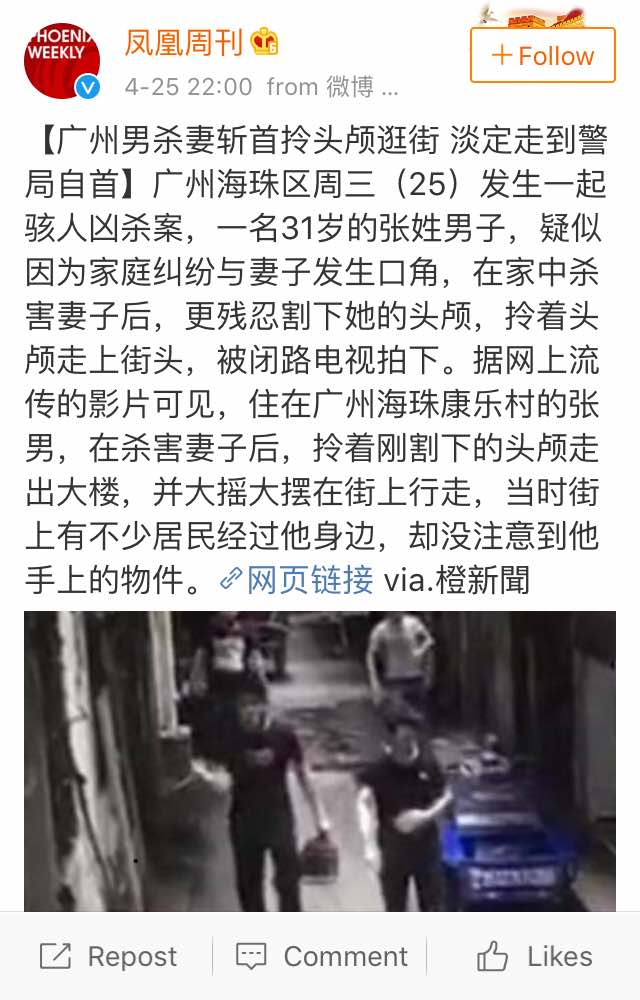 PHOENIX
WEEKLY
凤凰周刊
4-25 22:00 from 微博 ...
+Follow
【广州男杀妻斩首拎头颅逛街 淡定走到警
局自首】广州海珠区周三（25）发生一起
骇人凶杀案，一名31岁的张姓男子，疑似
因为家庭纠纷与妻子发生口角，在家中杀
害妻子后，更残忍割下她的头颅，拎着头
颅走上街头，被闭路电视拍下。据网上流
传的影片可见，住在广州海珠康乐村的张
男，在杀害妻子后，拎着刚割下的头颅走
出大楼，并大摇大摆在街上行走，当时街
上有不少居民经过他身边，却没注意到他
手上的物件。网页链接 via.橙新聞
Repost
Comment
Likes